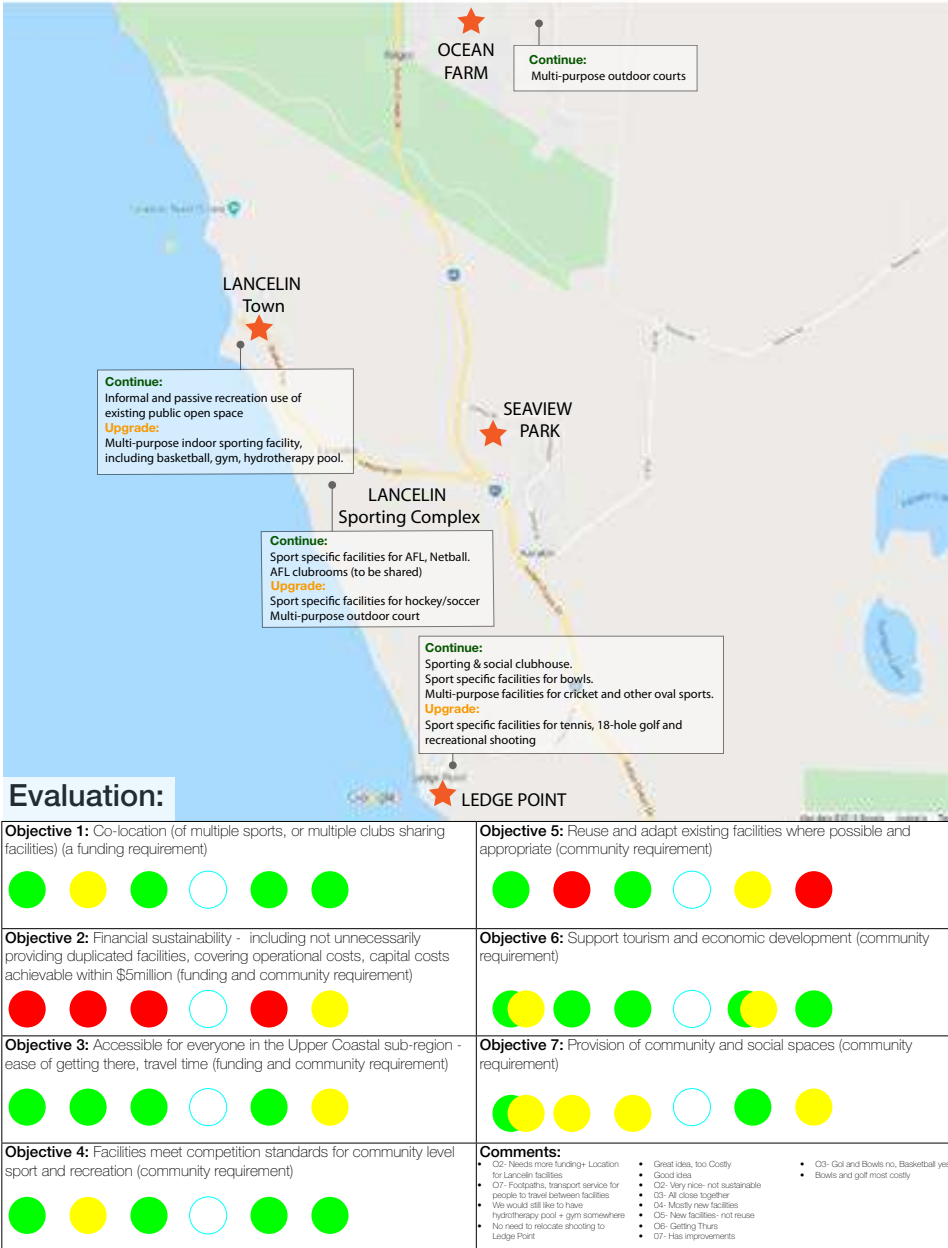 OCEAN
FARM
Continue:
Multi-purpose outdoor courts
LANCELIN
Town
Continue:
Informal and passive recreation use of
existing public open space
Upgrade:
Multi-purpose indoor sporting facility,
including basketball, gym, hydrotherapy pool.
SEAVIEW
PARK
LANCELIN
Sporting Complex
Continue:
Sport specific facilities for AFL, Netball.
AFL clubrooms (to be shared)
Upgrade:
Sport specific facilities for hockey/soccer
Multi-purpose outdoor court
Continue:
Sporting & social clubhouse.
Sport specific facilities for bowls.
Multi-purpose facilities for cricket and other oval sports.
Upgrade:
Sport specific facilities for tennis, 18-hole golf and
recreational shooting
Ledge Point
Google
LEDGE POINT
Evaluation:
Objective 1: Co-location (of multiple sports, or multiple clubs sharing
facilities) (a funding requirement)
Objective 2: Financial sustainability - including not unnecessarily
providing duplicated facilities, covering operational costs, capital costs
achievable within $5million (funding and community requirement)
Objective 3: Accessible for everyone in the Upper Coastal sub-region -
ease of getting there, travel time (funding and community requirement)
Objective 4: Facilities meet competition standards for community level
sport and recreation (community requirement)
Objective 5: Reuse and adapt existing facilities where possible and
appropriate (community requirement)
Objective 6: Support tourism and economic development (community
requirement)
Objective 7: Provision of community and social spaces (community
requirement)
Comments:
• O2- Needs more funding+ Location
for Lancelin facilities
• O7- Footpaths, transport service for
people to travel between facilities
• We would still like to have
hydrotherapy pool + gym somewhere
• No need to relocate shooting to
Ledge Point
• Great idea, too Costly
• Good idea
• O2- Very nice- not sustainable
• 03- All close together
• 04- Mostly new facilities
• O5- New facilities- not reuse
• O6- Getting Thurs
• 07- Has improvements
• O3- Gol and Bowls no, Basketball yes
• Bowls and golf most costly